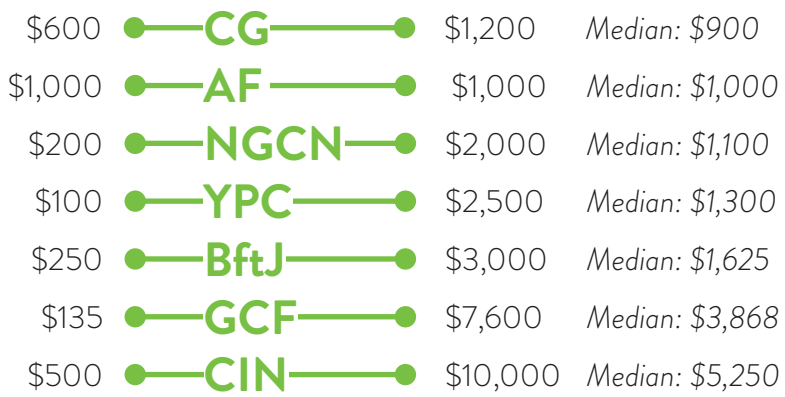 $600 CG $1,200 Median: $900
$1,000 AF $1,000 Median: $1,000
$200 NGCN $2,000 Median: $1,100
$100 YPC $2,500 Median: $1,300
$250 BftJ $3,000 Median: $1,625
$135 GCF $7,600 Median: $3,868
$500 CIN $10,000 Median: $5,250